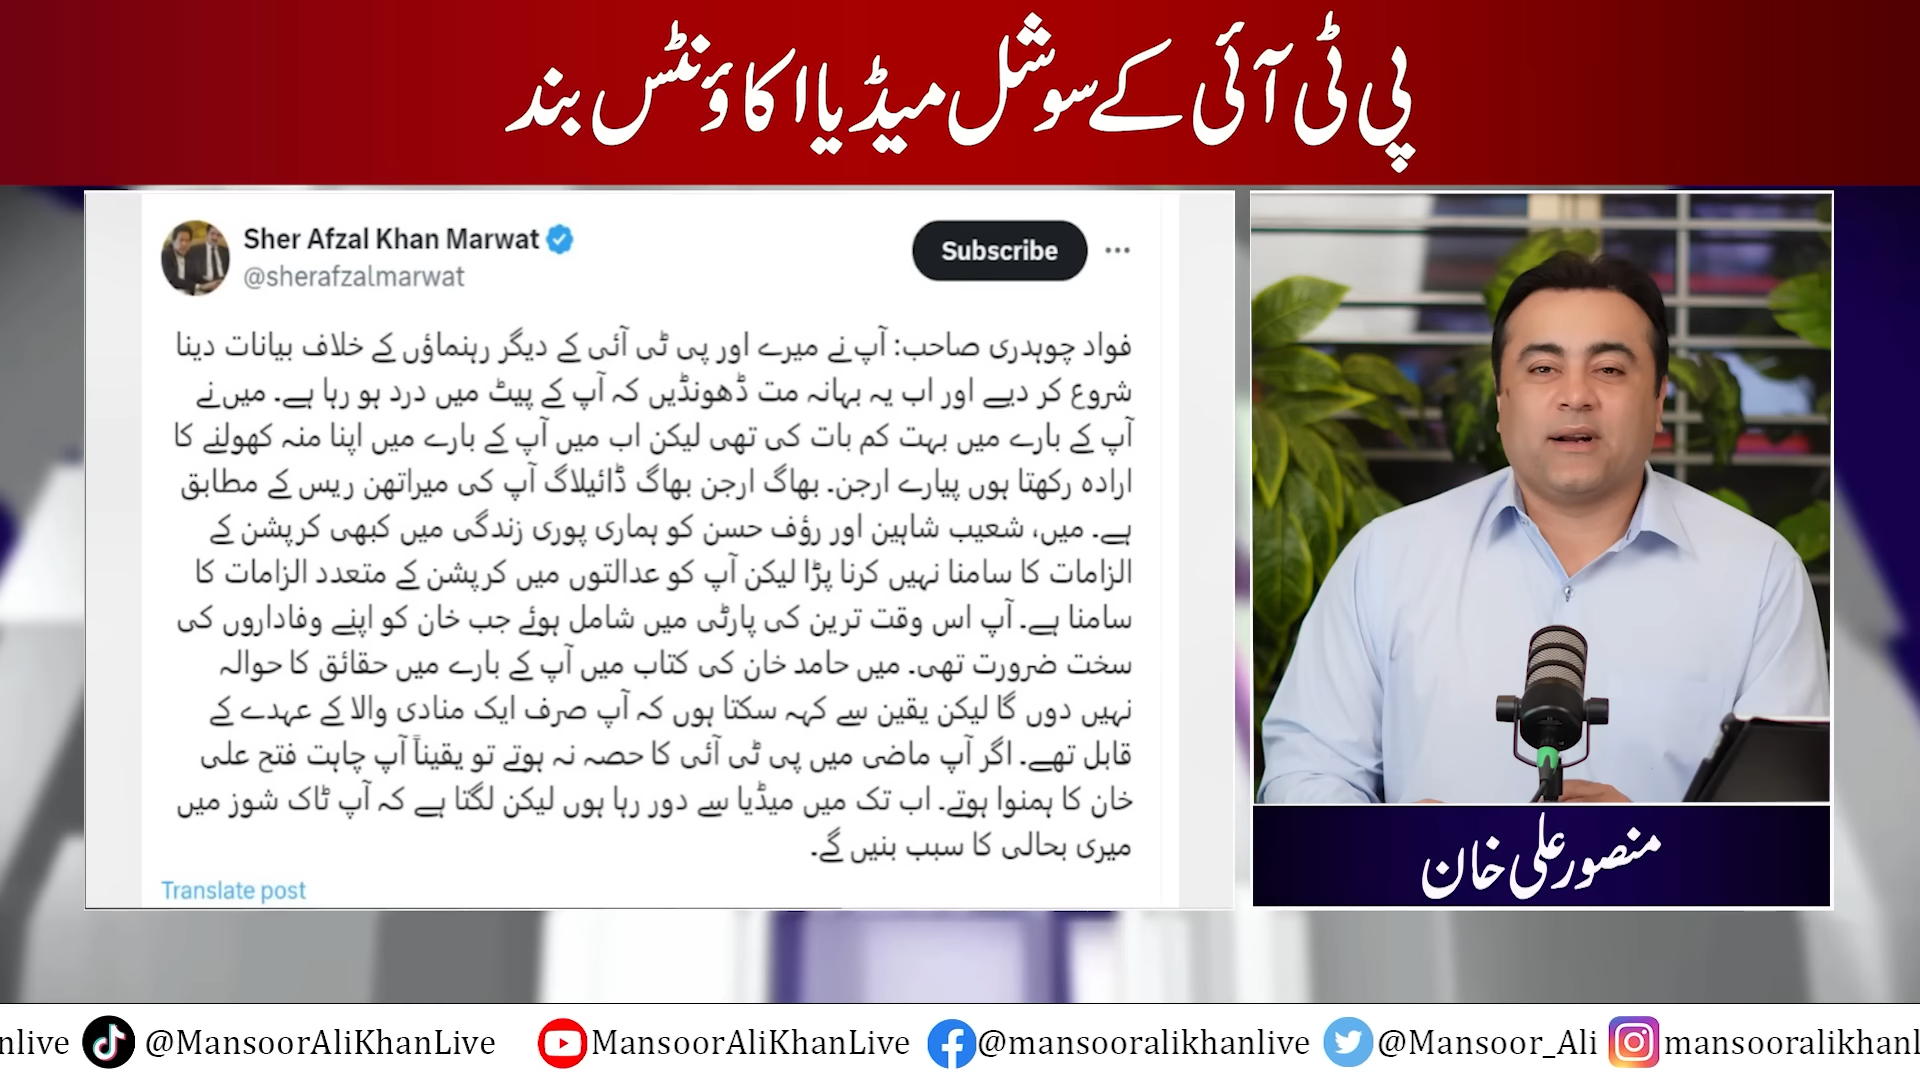 پی ٹی آئی کے سوشل میڈیا اکاؤنٹس بند
Sher Afzal Khan Marwat
@sherafzalmarwat
Subscribe
فواد چوہدری صاحب: آپ نے میرے اور پی ٹی آئی کے دیگر رہنماؤں کے خلاف بیانات دینا
شروع کر دیے اور اب یہ بہانہ مت ڈھونڈیں کہ آپ کے پیٹ میں درد ہو رہا ہے۔ میں نے
آپ کے بارے میں بہت کم بات کی تھی لیکن اب میں آپ کے بارے میں اپنا منہ کھولنے کا
ارادہ رکھتا ہوں پیارے ارجن۔ بھاگ ارجن بھاگ ڈائیلاگ آپ کی میراتھن ریس کے مطابق
ہے۔ میں، شعیب شاہین اور رؤف حسن کو ہماری پوری زندگی میں کبھی کرپشن کے
الزامات کا سامنا نہیں کرنا پڑا لیکن آپ کو عدالتوں میں کرپشن کے متعدد الزامات کا
سامنا ہے۔ آپ اس وقت ترین کی پارٹی میں شامل ہوئے جب خان کو اپنے وفاداروں کی
سخت ضرورت تھی۔ میں حامد خان کی کتاب میں آپ کے بارے میں حقائق کا حوالہ
نہیں دوں گا لیکن یقین سے کہہ سکتا ہوں کہ آپ صرف ایک منادی والا کے عہدے کے
قابل تھے۔ اگر آپ ماضی میں پی ٹی آئی کا حصہ نہ ہوتے تو یقیناً آپ چاہت فتح علی
خان کا ہمنوا ہوتے۔ اب تک میں میڈیا سے دور رہا ہوں لیکن لگتا ہے کہ آپ ٹاک شوز میں
میری بحالی کا سبب بنیں گے۔
Translate post
منصور علی خان
nlive @MansoorAliKhanLive MansoorAliKhanLive @mansooralikhanlive @Mansoor_Ali mansooralikhanl